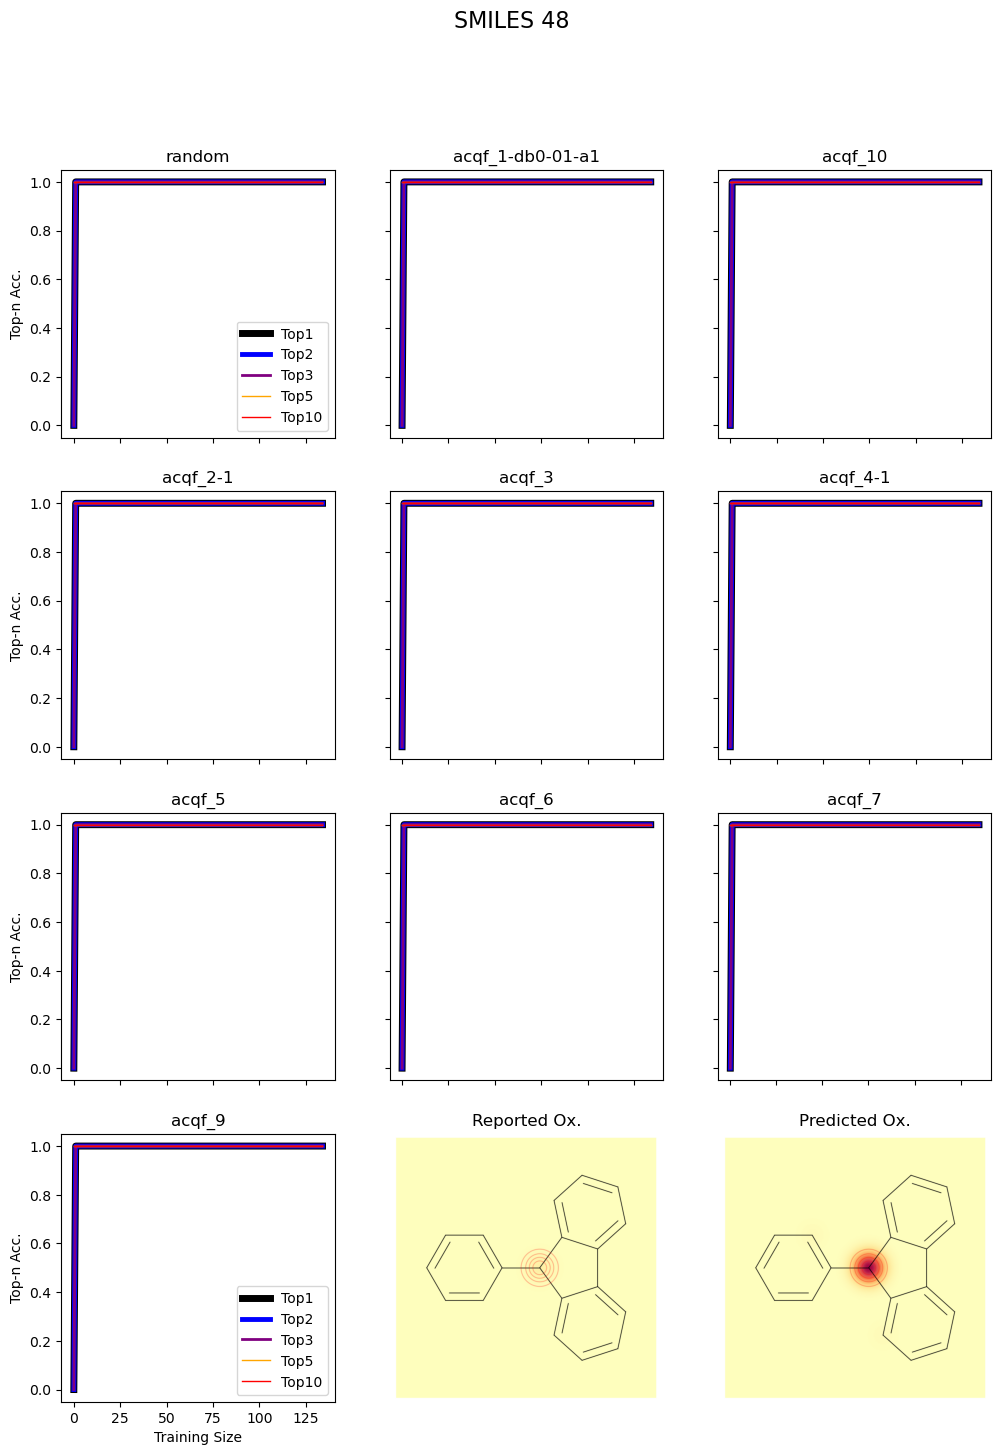 SMILES 48
random
acqf_1-db0-01-a1
acqf_10
Top-n Acc.
1.0
0.8
0.6
0.4
0.2
0.0
Top1
Top2
Top3
Top5
Top10
acqf_2-1
acqf_3
acqf_4-1
Top-n Acc.
1.0
0.8
0.6
0.4
0.2
0.0
acqf_5
acqf_6
acqf_7
Top-n Acc.
1.0
0.8
0.6
0.4
0.2
0.0
acqf_9
Reported Ox.
Predicted Ox.
Top-n Acc.
1.0
0.8
0.6
0.4
0.2
0.0
Top1
Top2
Top3
Top5
Top10
0 25 50 75 100 125
Training Size